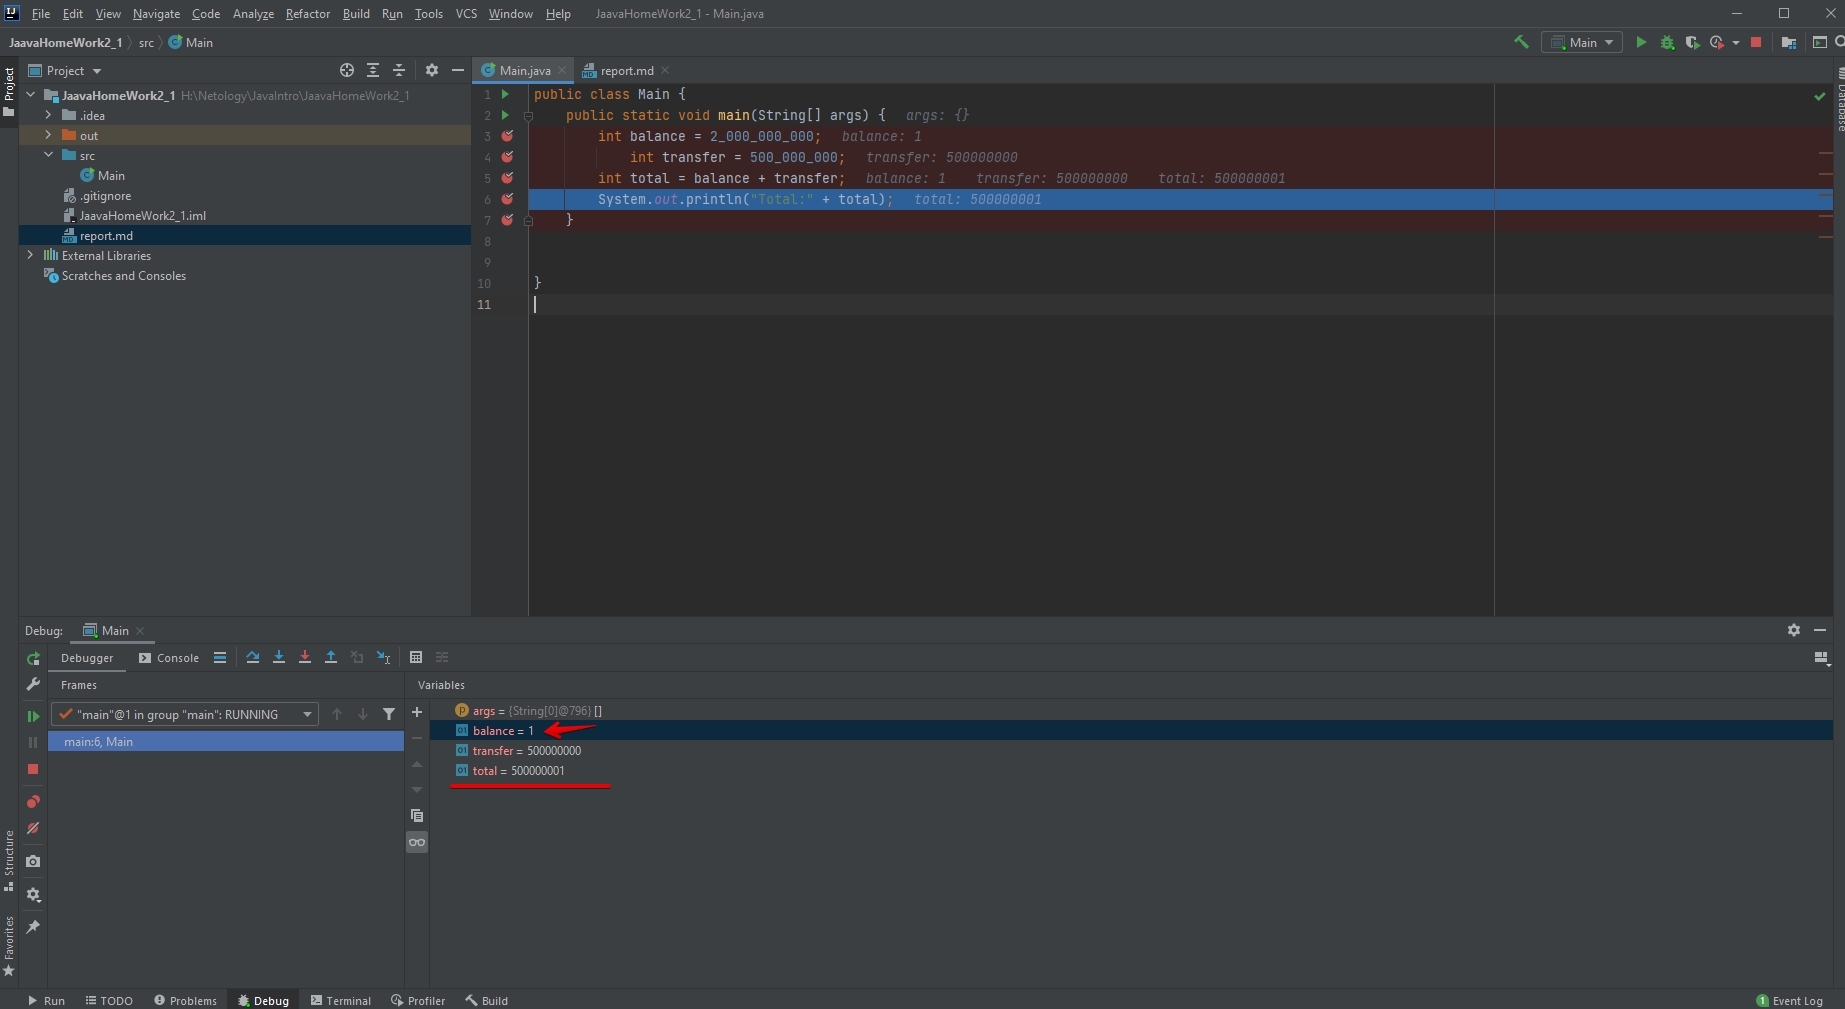 IJ File Edit View Navigate Code Analyze Refactor Build Run Tools VCS Window Help JaavaHomeWork2_1 - Main.java
JaavaHomeWork2_1 src Main
Main
Project
Main.java report.md
Project
Database
JaavaHomeWork2_1 H:\Netology\JavaIntro\JaavaHomeWork2_1
.idea
out
src
Main
.gitignore
JaavaHomeWork2_1.iml
report.md
External Libraries
Scratches and Consoles
1 public class Main {
2 public static void main(String[] args) { args: {}
3 int balance = 2_000_000_000; balance: 1
4 int transfer = 500_000_000; transfer: 500000000
5 int total = balance + transfer; balance: 1 transfer: 500000000 total: 500000001
6 System.out.println("Total:" + total); total: 500000001
7 }
8
9
10 }
11
Debug: Main
Debugger Console
Frames
Variables
"main"@1 in group "main": RUNNING
main:6, Main
args = {String[0]@796} []
balance = 1
transfer = 500000000
total = 500000001
Structure
Favorites
Run TODO Problems Debug Terminal Profiler Build
1 Event Log